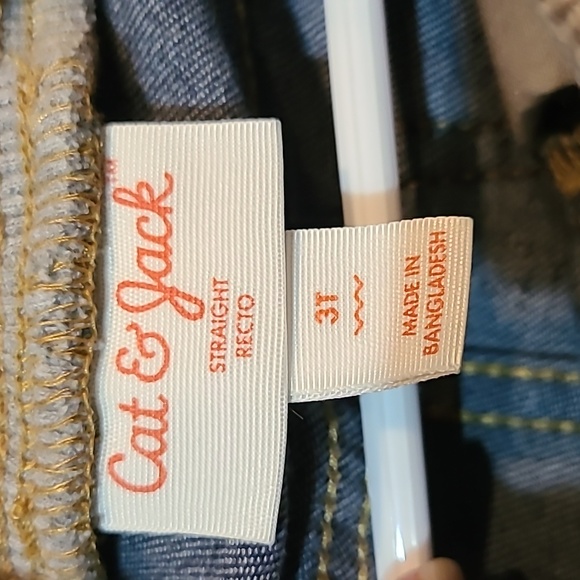 Cat & Jack™
STRAIGHT
RECTO
3T
MADE IN
BANGLADESH